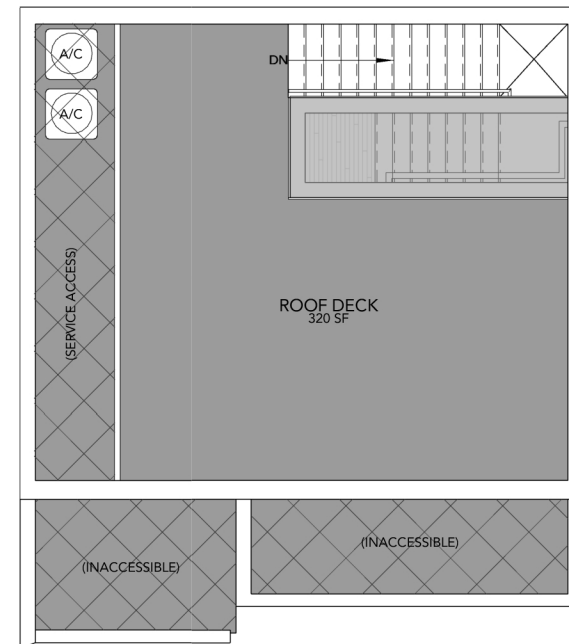 A/C
DN
A/C
(SERVICE ACCESS)
ROOF DECK
320 SF
(INACCESSIBLE)
(INACCESSIBLE)